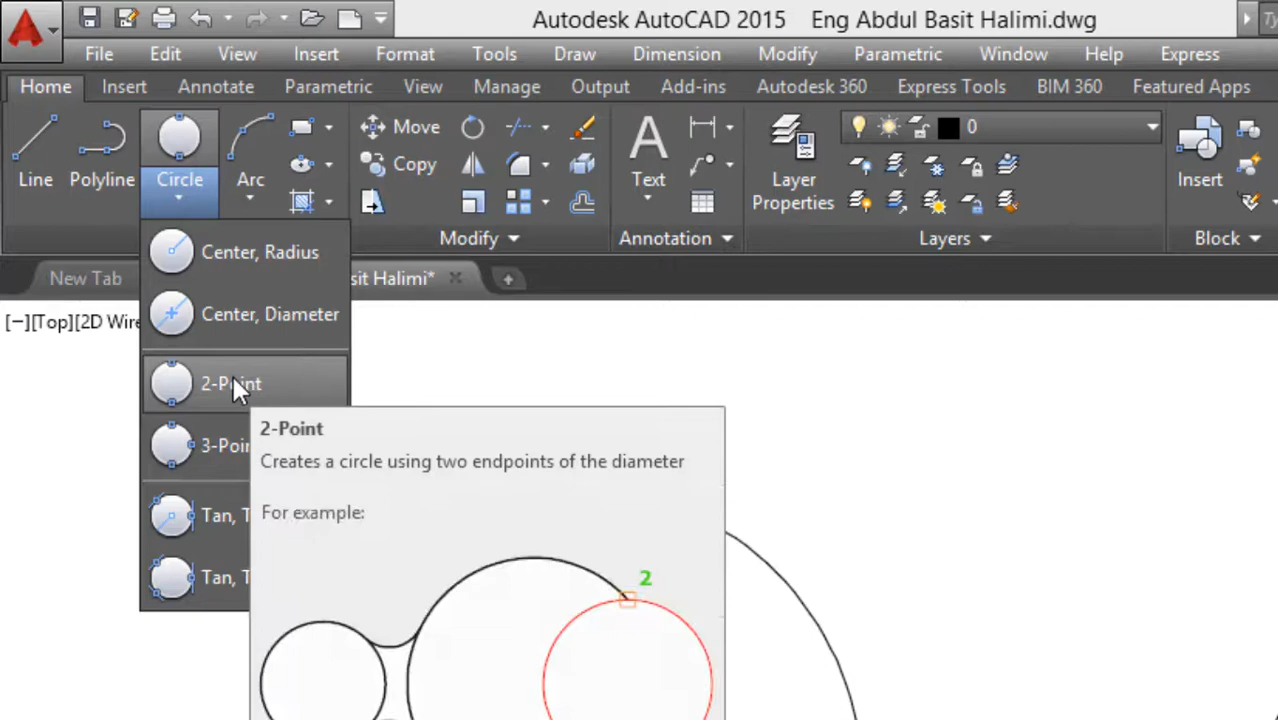 Autodesk AutoCAD 2015 Eng Abdul Basit Halimi.dwg
File Edit View Insert Format Tools Draw Dimension Modify Parametric Window Help Express
Home Insert Annotate Parametric View Manage Output Add-ins Autodesk 360 Express Tools BIM 360 Featured Apps
Line Polyline Circle Arc Move Copy Text Layer Properties 0 Insert
Modify Annotation Layers Block
New Tab sit Halimi*
[−][Top][2D Wire
Center, Radius
Center, Diameter
2-Point
3-Poin
Tan, T
Tan, T
2-Point
Creates a circle using two endpoints of the diameter
For example:
2